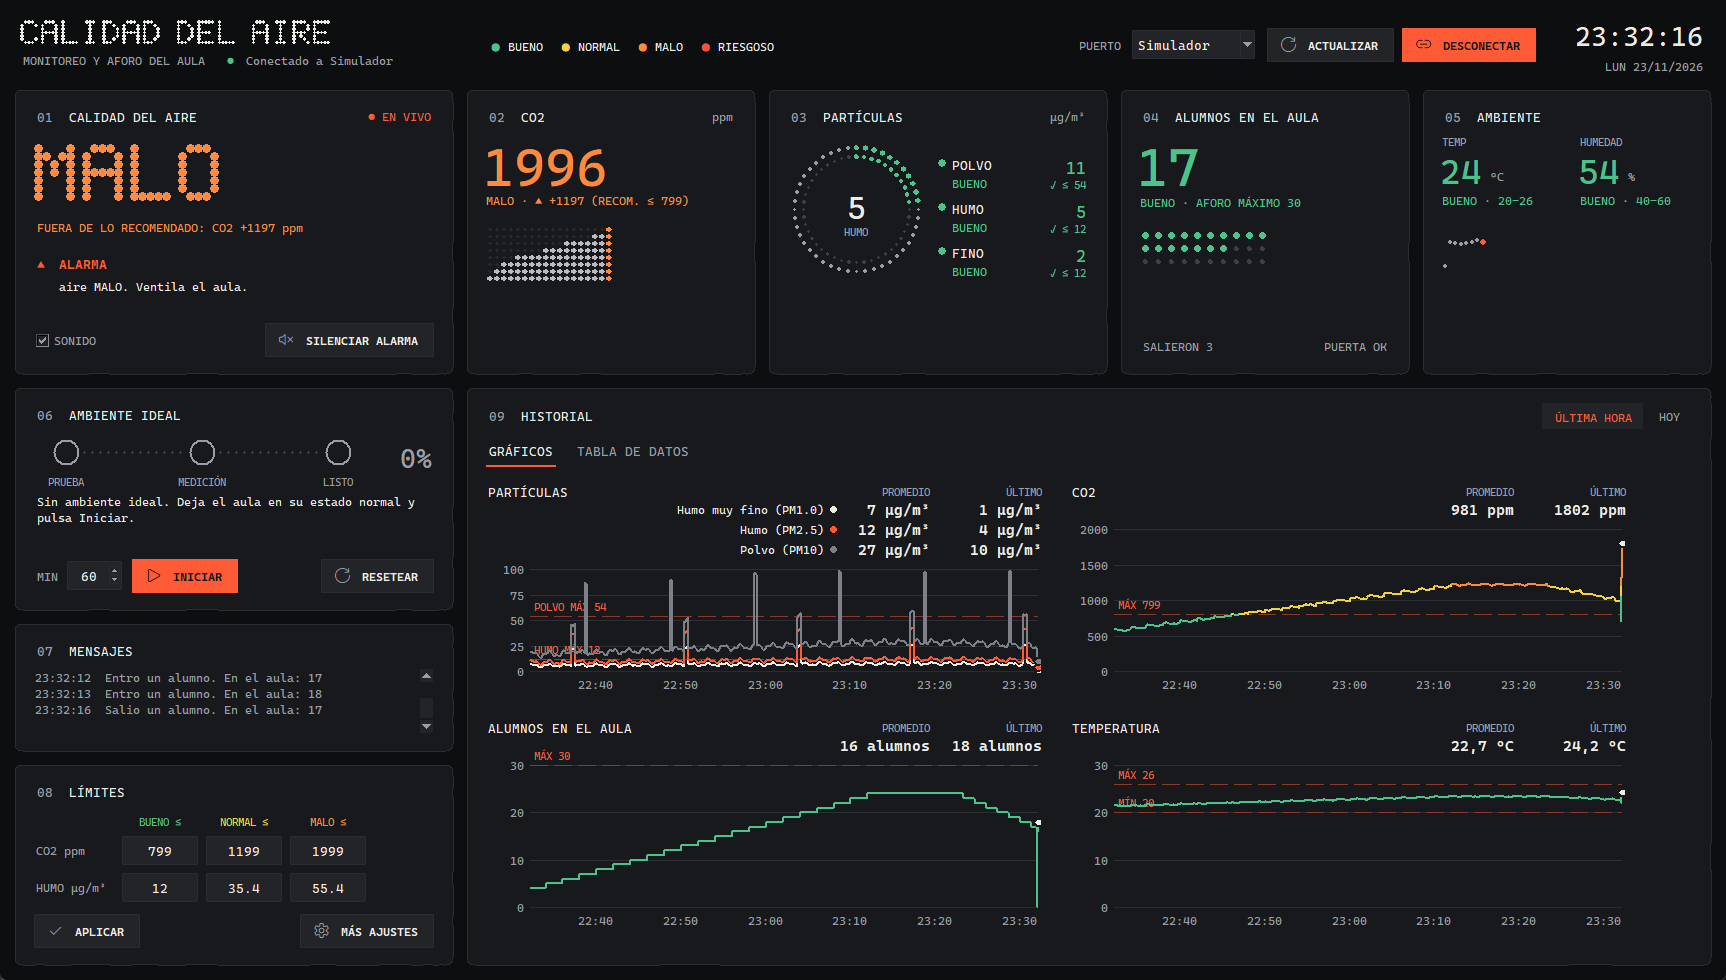 CALIDAD DEL AIRE
MONITOREO Y AFORO DEL AULA ● Conectado a Simulador
● BUENO ● NORMAL ● MALO ● RIESGOSO
PUERTO Simulador ACTUALIZAR DESCONECTAR
23:32:16
LUN 23/11/2026
01 CALIDAD DEL AIRE ● EN VIVO
MALO
FUERA DE LO RECOMENDADO: CO2 +1197 ppm
▲ ALARMA
aire MALO. Ventila el aula.
SONIDO SILENCIAR ALARMA
02 CO2 ppm
1996
MALO · ▲ +1197 (RECOM. ≤ 799)
03 PARTÍCULAS µg/m³
5
HUMO
POLVO 11
BUENO ✓ ≤ 54
HUMO 5
BUENO ✓ ≤ 12
FINO 2
BUENO ✓ ≤ 12
04 ALUMNOS EN EL AULA
17
BUENO · AFORO MÁXIMO 30
SALIERON 3 PUERTA OK
05 AMBIENTE
TEMP HUMEDAD
24 °C 54 %
BUENO · 20–26 BUENO · 40–60
06 AMBIENTE IDEAL
0%
PRUEBA MEDICIÓN LISTO
Sin ambiente ideal. Deja el aula en su estado normal y
pulsa Iniciar.
MIN 60 INICIAR RESETEAR
07 MENSAJES
23:32:12 Entro un alumno. En el aula: 17
23:32:13 Entro un alumno. En el aula: 18
23:32:16 Salio un alumno. En el aula: 17
08 LÍMITES
BUENO ≤ NORMAL ≤ MALO ≤
CO2 ppm 799 1199 1999
HUMO µg/m³ 12 35.4 55.4
APLICAR MÁS AJUSTES
09 HISTORIAL ÚLTIMA HORA HOY
GRÁFICOS TABLA DE DATOS
PARTÍCULAS PROMEDIO ÚLTIMO
Humo muy fino (PM1.0) ● 7 µg/m³ 1 µg/m³
Humo (PM2.5) ● 12 µg/m³ 4 µg/m³
Polvo (PM10) ● 27 µg/m³ 10 µg/m³
100
75
POLVO MÁX 54
50
25
HUMO MÁX 12
0
22:40 22:50 23:00 23:10 23:20 23:30
CO2 PROMEDIO ÚLTIMO
981 ppm 1802 ppm
2000
1500
1000
MÁX 799
500
0
22:40 22:50 23:00 23:10 23:20 23:30
ALUMNOS EN EL AULA PROMEDIO ÚLTIMO
16 alumnos 18 alumnos
MÁX 30
30
20
10
0
22:40 22:50 23:00 23:10 23:20 23:30
TEMPERATURA PROMEDIO ÚLTIMO
22,7 °C 24,2 °C
30
MÁX 26
MÍN 20
20
10
0
22:40 22:50 23:00 23:10 23:20 23:30